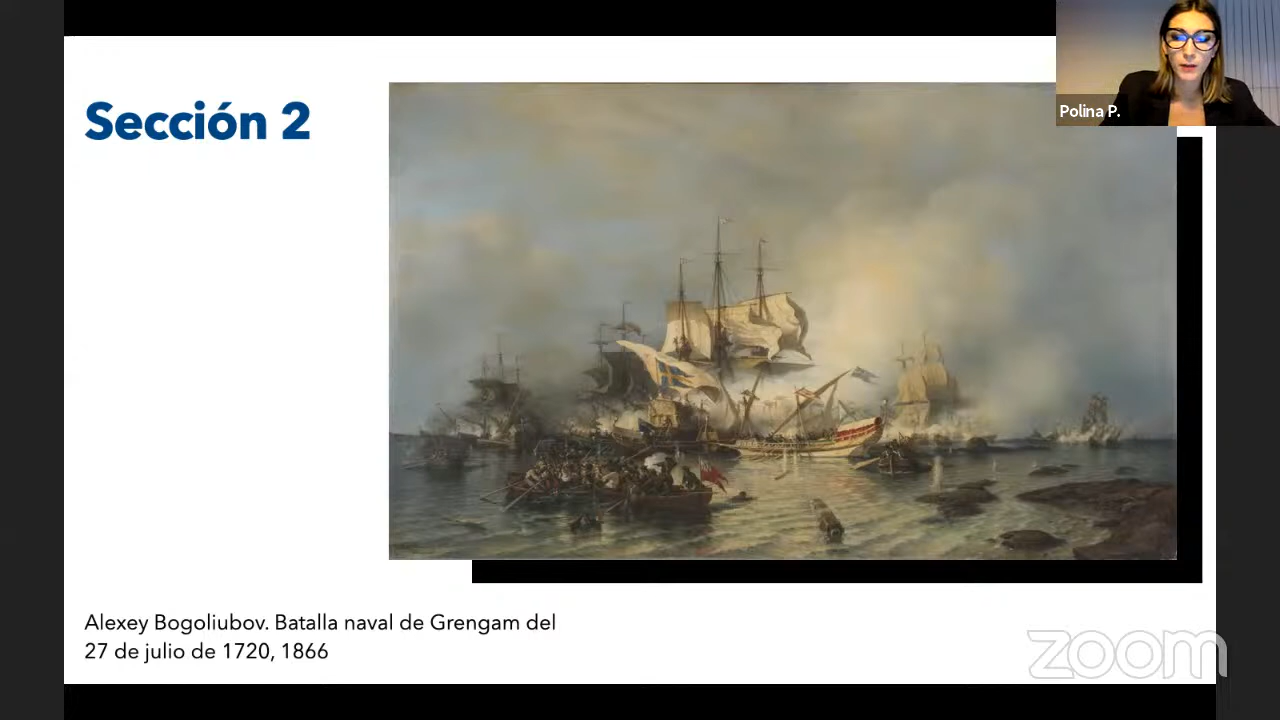 Sección 2
Polina P.
Alexey Bogoliubov. Batalla naval de Grengam del
27 de julio de 1720, 1866
zoom